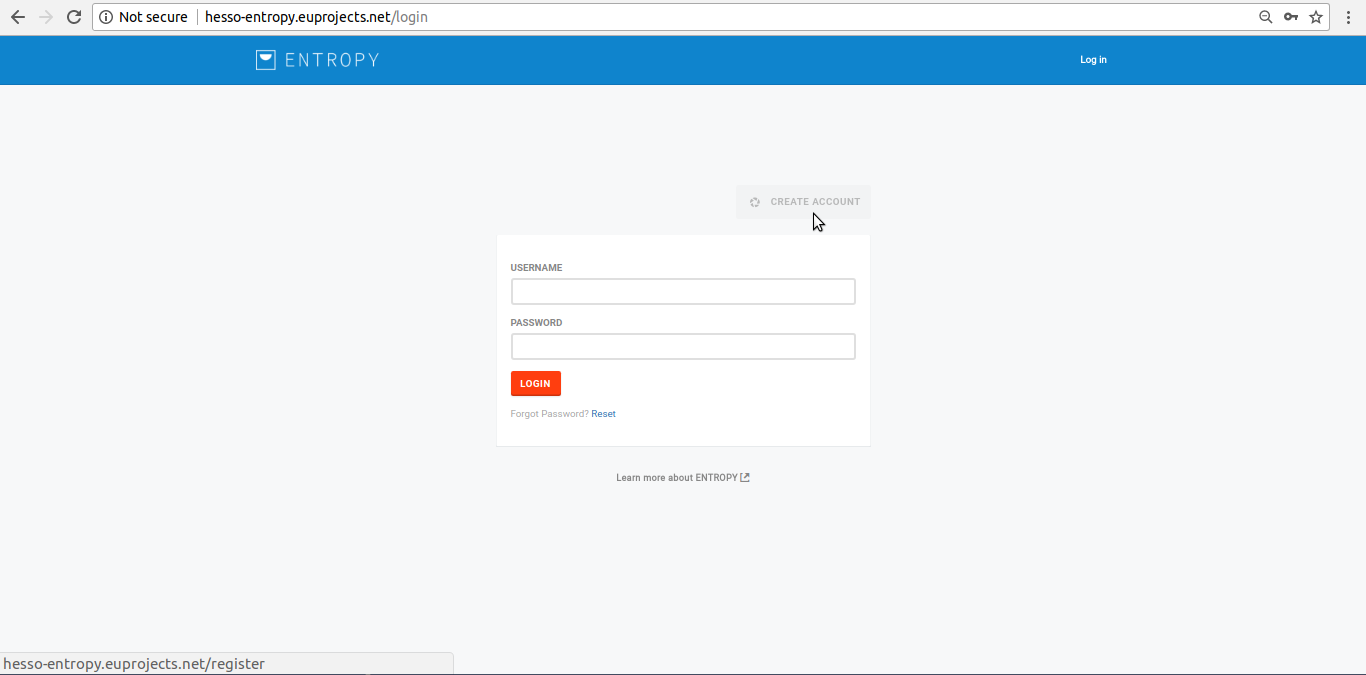 Not secure hesso-entropy.euprojects.net/login
ENTROPY
Log in
CREATE ACCOUNT
USERNAME
PASSWORD
LOGIN
Forgot Password? Reset
Learn more about ENTROPY
hesso-entropy.euprojects.net/register